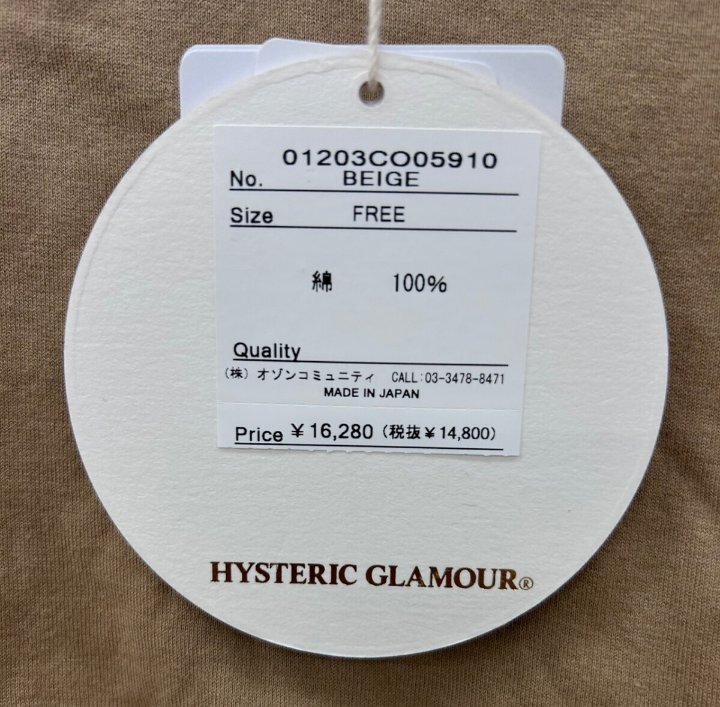 01203CO05910
No. BEIGE
Size FREE
綿 100%
Quality
(株) オゾンコミュニティ CALL:03-3478-8471
MADE IN JAPAN
Price ¥16,280 (税抜¥14,800)
HYSTERIC GLAMOUR®